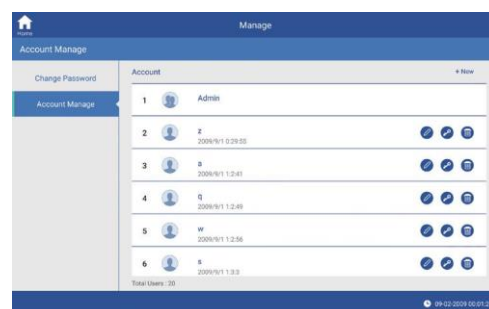 Manage
Home
Account Manage
Change Password
Account Manage
Account
+ New
1 Admin
2 z
2009/9/1 0:29:55
3 a
2009/9/1 1:2:41
4 q
2009/9/1 1:2:49
5 w
2009/9/1 1:2:56
6 s
2009/9/1 1:3:3
Total Users : 20
09-02-2009 00:01:2